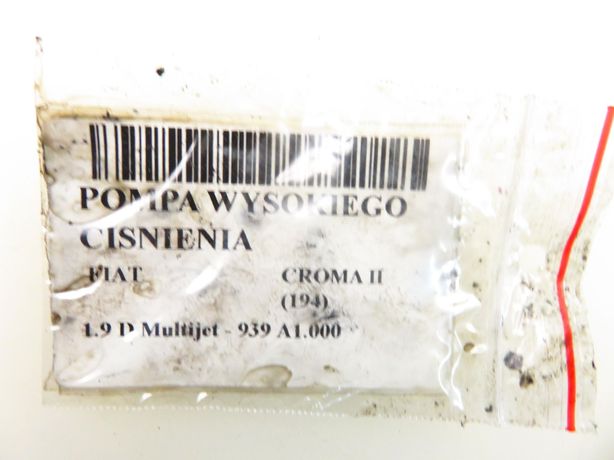 POMPA WYSOKIEGO
CISNIENIA
FIAT CROMA II
(194)
1.9 D Multijet - 939 A1.000